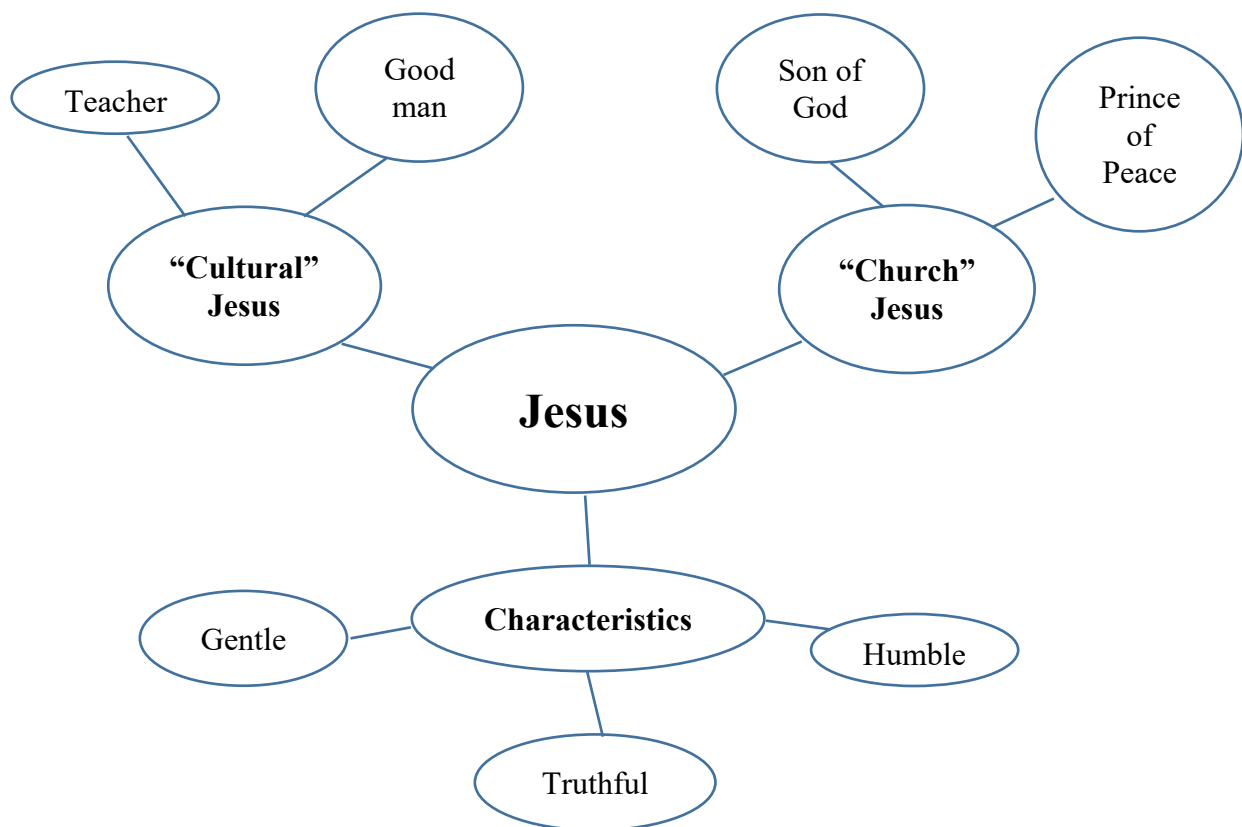 Teacher
Good
man
Son of
God
Prince
of
Peace
“Cultural”
Jesus
“Church”
Jesus
Jesus
Characteristics
Gentle
Humble
Truthful